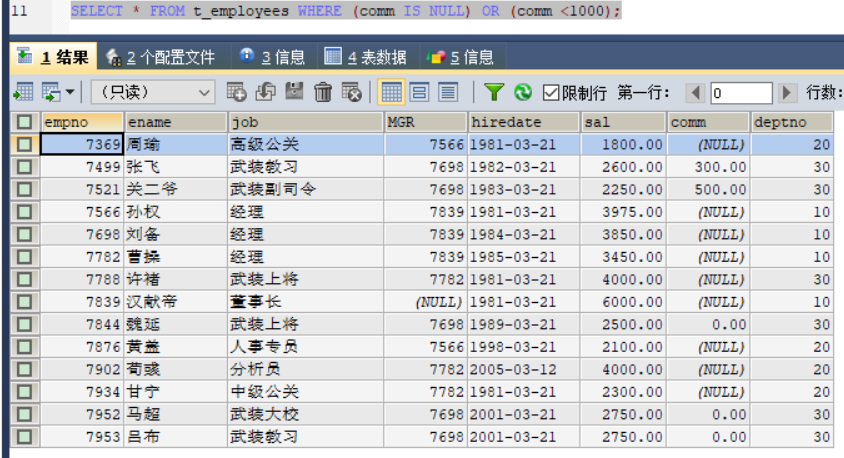 11 SELECT * FROM t_employees WHERE (comm IS NULL) OR (comm <1000);
1 结果 2 个配置文件 3 信息 4 表数据 5 信息
(只读) 限制行 第一行: 0 行数:
empno ename job MGR hiredate sal comm deptno
7369 周瑜 高级公关 7566 1981-03-21 1800.00 (NULL) 20
7499 张飞 武装教习 7698 1982-03-21 2600.00 300.00 30
7521 关二爷 武装副司令 7698 1983-03-21 2250.00 500.00 30
7566 孙权 经理 7839 1981-03-21 3975.00 (NULL) 10
7698 刘备 经理 7839 1984-03-21 3850.00 (NULL) 10
7782 曹操 经理 7839 1985-03-21 3450.00 (NULL) 10
7788 许褚 武装上将 7782 1981-03-21 4000.00 (NULL) 30
7839 汉献帝 董事长 (NULL) 1981-03-21 6000.00 (NULL) 10
7844 魏延 武装上将 7698 1989-03-21 2500.00 0.00 30
7876 黄盖 人事专员 7566 1998-03-21 2100.00 (NULL) 20
7902 荀彧 分析员 7782 2005-03-12 4000.00 (NULL) 20
7934 甘宁 中级公关 7782 1981-03-21 2300.00 (NULL) 20
7952 马超 武装大校 7698 2001-03-21 2750.00 0.00 30
7953 吕布 武装教习 7698 2001-03-21 2750.00 0.00 30